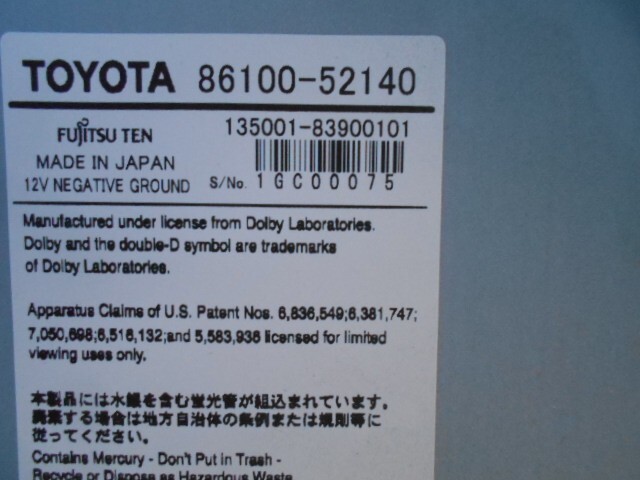 TOYOTA 86100-52140
FUJITSU TEN 135001-83900101
MADE IN JAPAN
12V NEGATIVE GROUND S/No. 1GC00075
Manufactured under license from Dolby Laboratories.
Dolby and the double-D symbol are trademarks
of Dolby Laboratories.
Apparatus Claims of U.S. Patent Nos. 6,836,549;6,381,747;
7,050,698;6,516,132;and 5,583,936 licensed for limited
viewing uses only.
本製品には水銀を含む蛍光管が組込まれています。
廃棄する場合は地方自治体の条例または規則等に
従ってください。
Contains Mercury - Don't Put in Trash -
Recycle or Dispose as Hazardous Waste